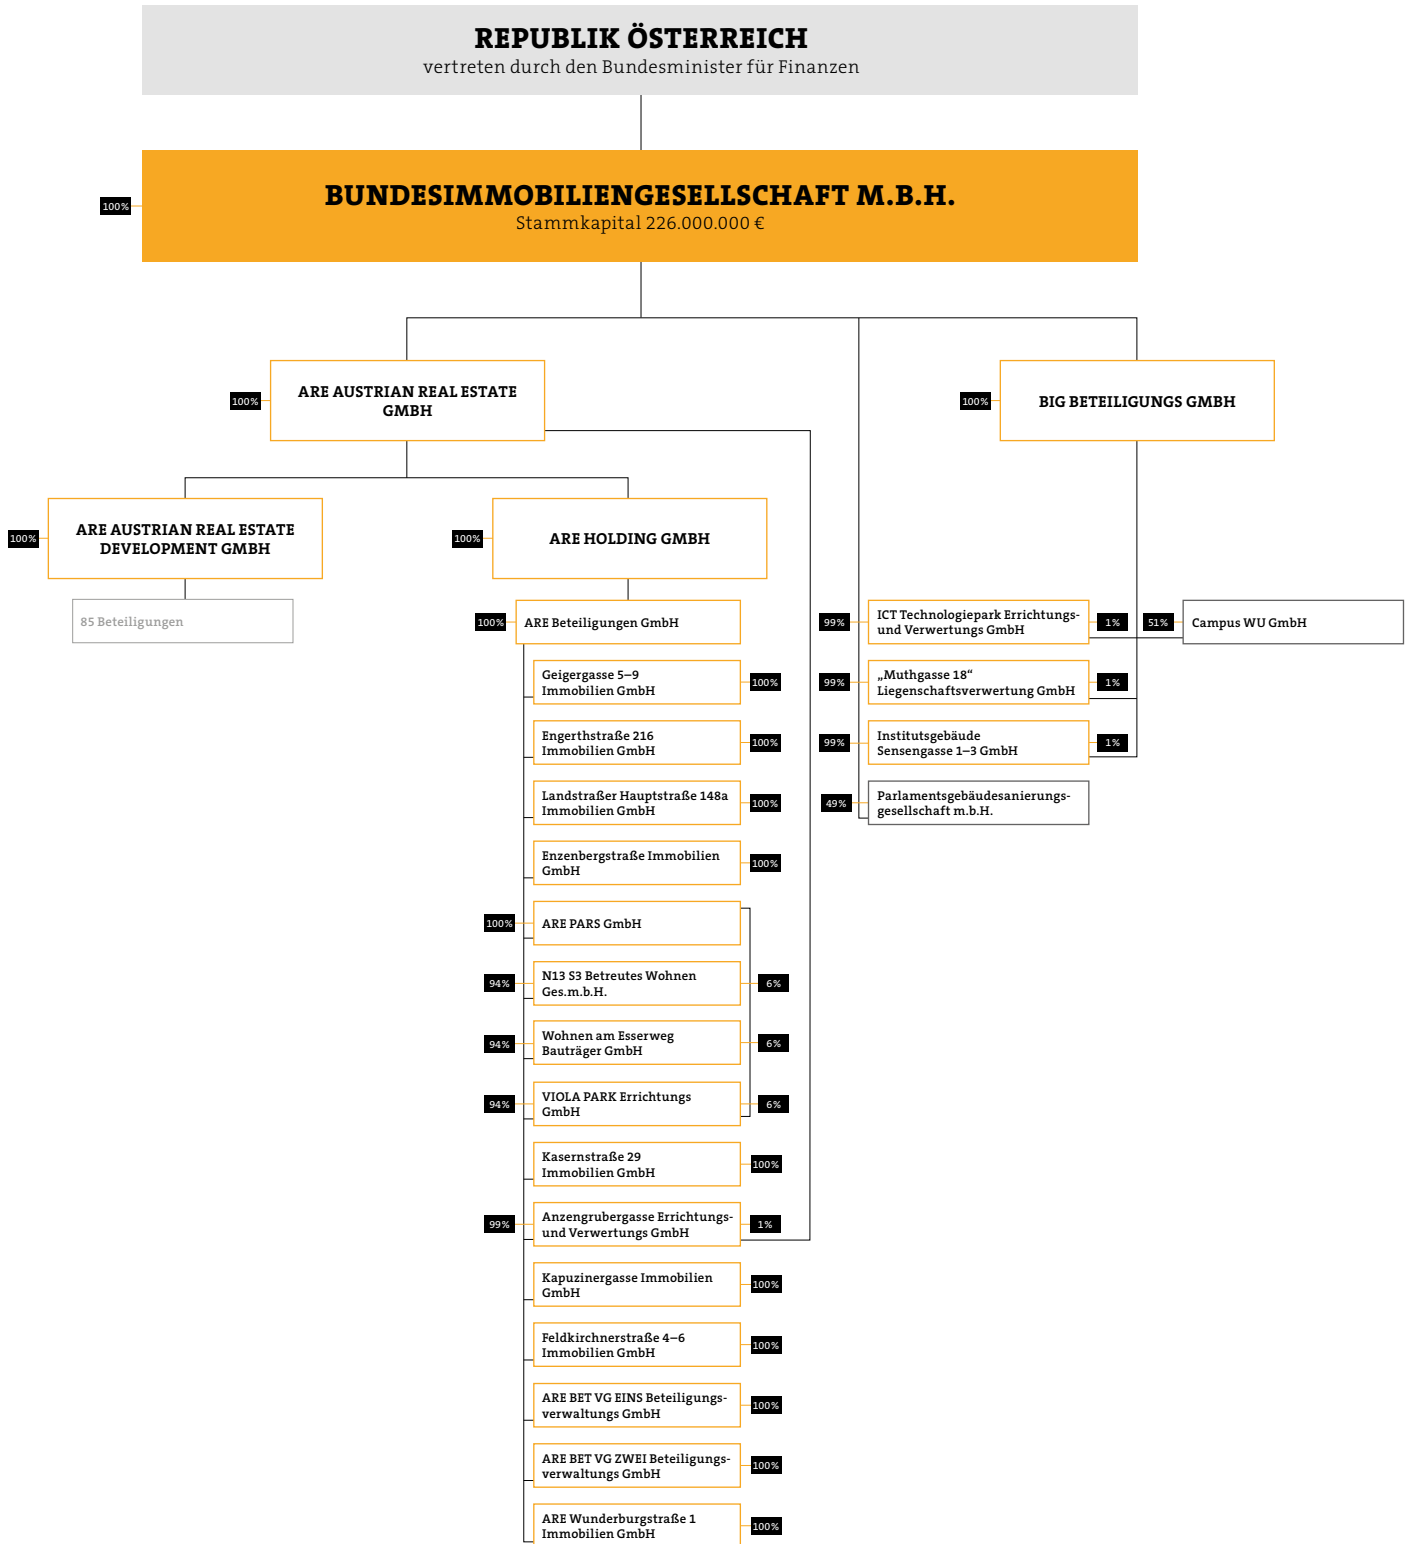 REPUBLIK ÖSTERREICH
vertreten durch den Bundesminister für Finanzen
100%
BUNDESIMMOBILIENGESELLSCHAFT M.B.H.
Stammkapital 226.000.000 €
100%
ARE AUSTRIAN REAL ESTATE
GMBH
100%
BIG BETEILIGUNGS GMBH
100%
ARE AUSTRIAN REAL ESTATE
DEVELOPMENT GMBH
85 Beteiligungen
100%
ARE HOLDING GMBH
100%
ARE Beteiligungen GmbH
Geigergasse 5–9
Immobilien GmbH
100%
Engerthstraße 216
Immobilien GmbH
100%
Landstraßer Hauptstraße 148a
Immobilien GmbH
100%
Enzenbergstraße Immobilien
GmbH
100%
100%
ARE PARS GmbH
94%
N13 S3 Betreutes Wohnen
Ges.m.b.H.
6%
94%
Wohnen am Esserweg
Bauträger GmbH
6%
94%
VIOLA PARK Errichtungs
GmbH
6%
Kasernstraße 29
Immobilien GmbH
100%
99%
Anzengrubergasse Errichtungs-
und Verwertungs GmbH
1%
Kapuzinergasse Immobilien
GmbH
100%
Feldkirchnerstraße 4–6
Immobilien GmbH
100%
ARE BET VG EINS Beteiligungs-
verwaltungs GmbH
100%
ARE BET VG ZWEI Beteiligungs-
verwaltungs GmbH
100%
ARE Wunderburgstraße 1
Immobilien GmbH
100%
99%
ICT Technologiepark Errichtungs-
und Verwertungs GmbH
1%
51%
Campus WU GmbH
99%
„Muthgasse 18“
Liegenschaftsverwertung GmbH
1%
99%
Institutsgebäude
Sensengasse 1–3 GmbH
1%
49%
Parlamentsgebäudesanierungs-
gesellschaft m.b.H.